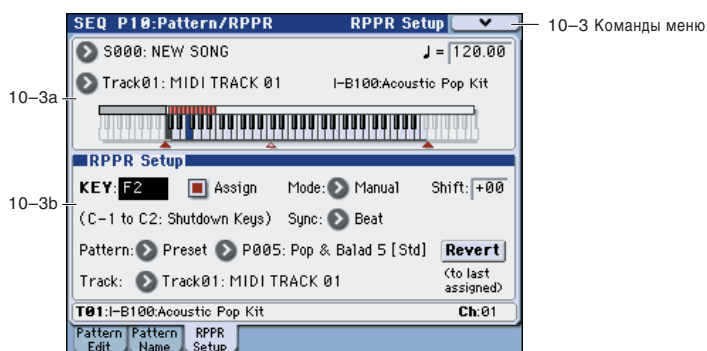 SEQ P10:Pattern/RPPR RPPR Setup
10–3 Команды меню
S000: NEW SONG ♩ = 120.00
Track01: MIDI TRACK 01 I-B100:Acoustic Pop Kit
10–3a
RPPR Setup
KEY: F2 Assign Mode: Manual Shift: +00
10–3b
(C-1 to C2: Shutdown Keys) Sync: Beat
Pattern: Preset P005: Pop & Balad 5 [Std] Revert
Track: Track01: MIDI TRACK 01 (to last assigned)
T01:I-B100:Acoustic Pop Kit Ch:01
Pattern Edit Pattern Name RPPR Setup